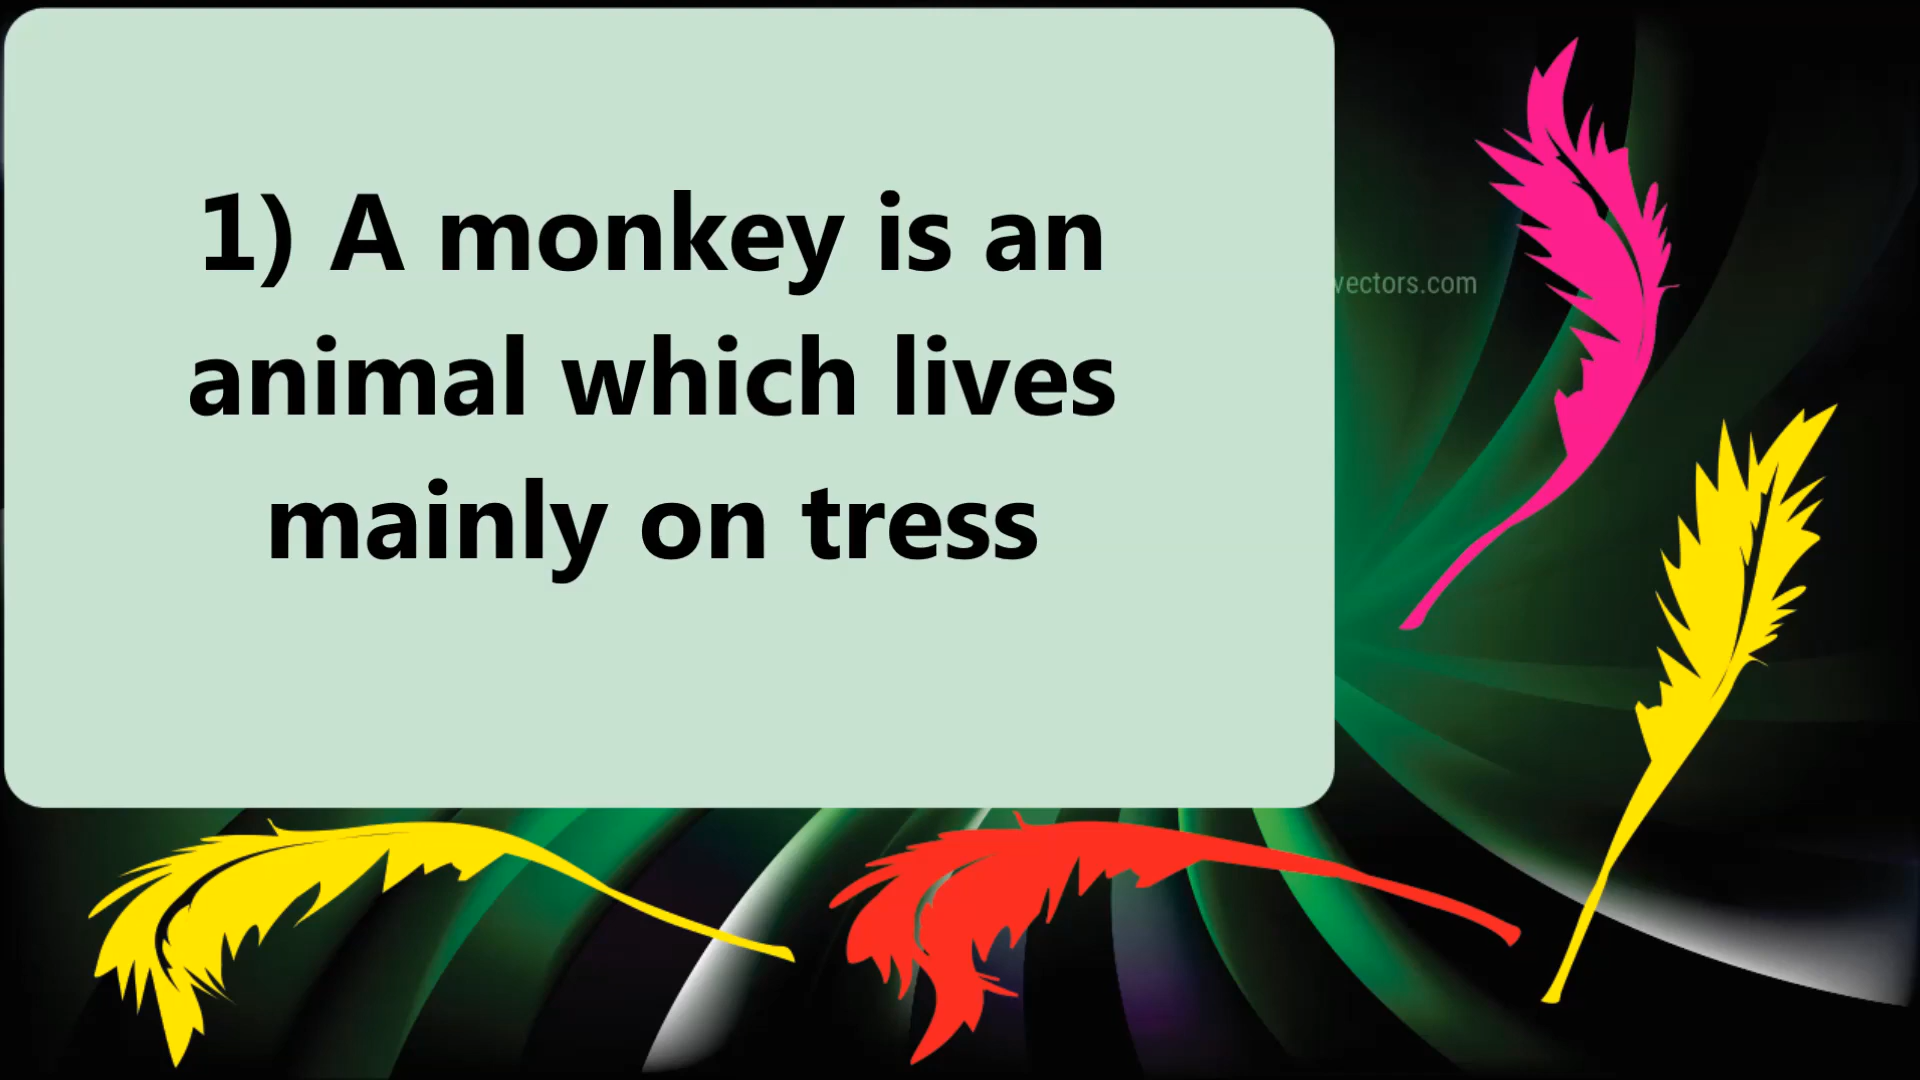 1) A monkey is an
animal which lives
mainly on tress
vectors.com